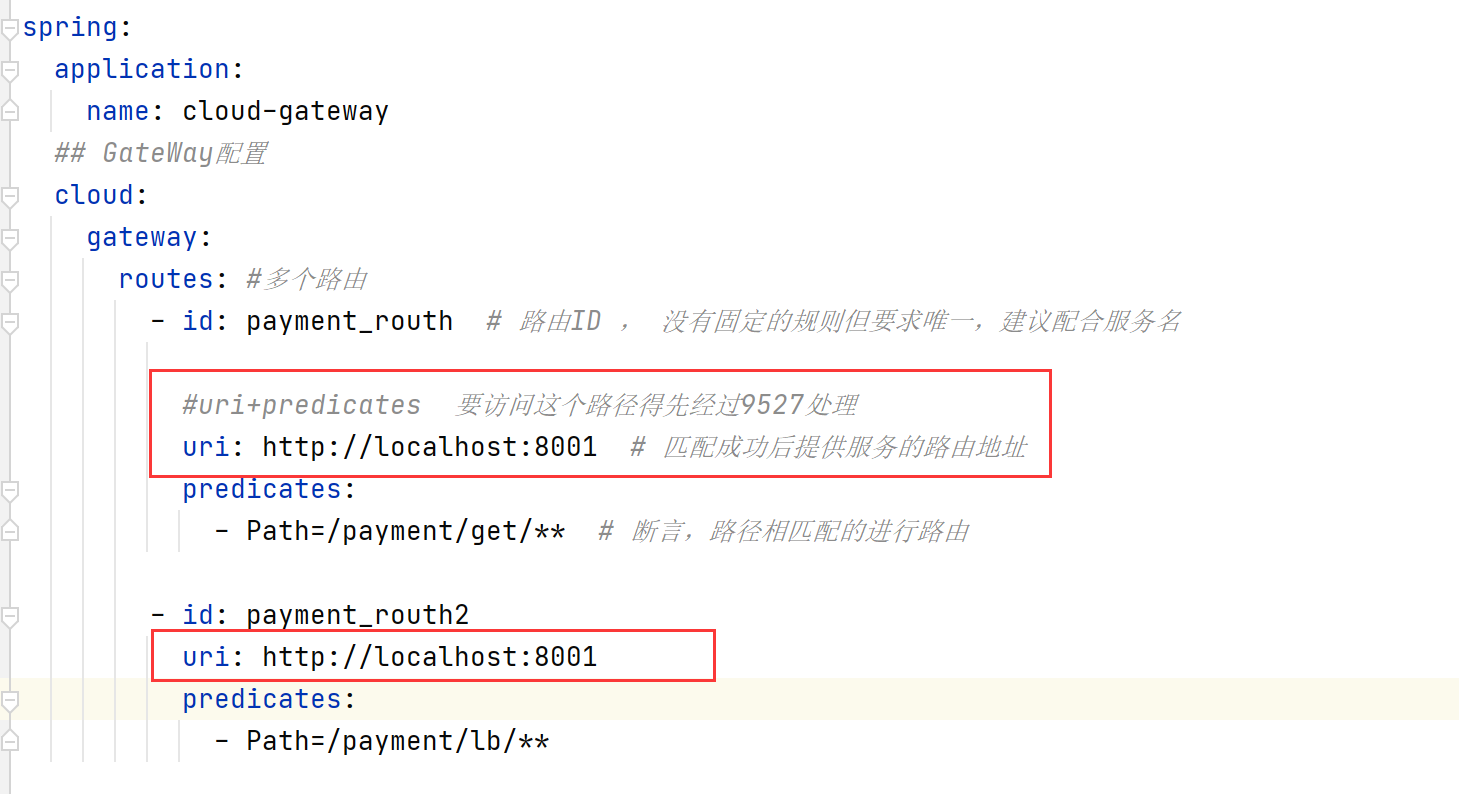 spring:
application:
name: cloud-gateway
## GateWay配置
cloud:
gateway:
routes: #多个路由
- id: payment_routh # 路由ID ， 没有固定的规则但要求唯一，建议配合服务名
#uri+predicates 要访问这个路径得先经过9527处理
uri: http://localhost:8001 # 匹配成功后提供服务的路由地址
predicates:
- Path=/payment/get/** # 断言，路径相匹配的进行路由
- id: payment_routh2
uri: http://localhost:8001
predicates:
- Path=/payment/lb/**